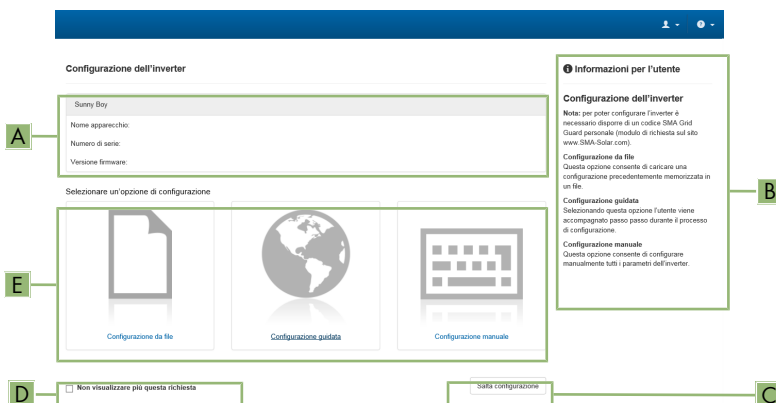 Configurazione dell'inverter
Sunny Boy
Nome apparecchio:
Numero di serie:
Versione firmware:
A
Selezionare un'opzione di configurazione
E
Configurazione da file
Configurazione guidata
Configurazione manuale
D
Non visualizzare più questa richiesta
Salta configurazione
C
Informazioni per l'utente
Configurazione dell'inverter
Nota: per poter configurare l'inverter è
necessario disporre di un codice SMA Grid
Guard personale (modulo di richiesta sul sito
www.SMA-Solar.com).
Configurazione da file
Questa opzione consente di caricare una
configurazione precedentemente memorizzata in
un file.
Configurazione guidata
Selezionando questa opzione l'utente viene
accompagnato passo passo durante il processo
di configurazione.
Configurazione manuale
Questa opzione consente di configurare
manualmente tutti i parametri dell'inverter.
B